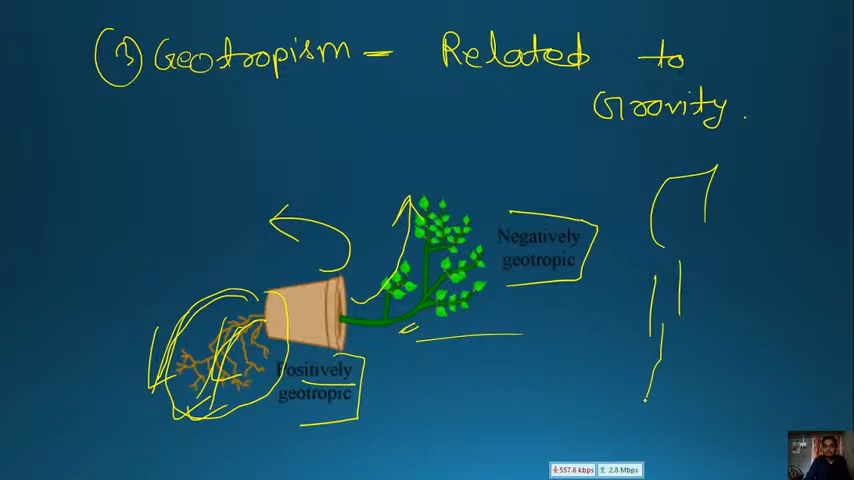 ③ Geotropism - Related to
Gravity.
Negatively
geotropic
Positively
geotropic
557.6 kbps 2.8 Mbps